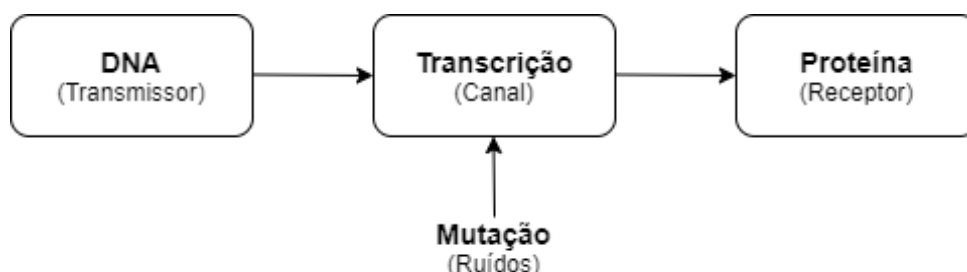 DNA
(Transmissor)
Transcrição
(Canal)
Proteína
(Receptor)
Mutação
(Ruídos)